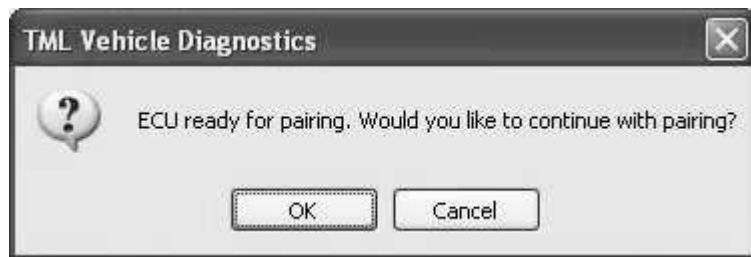 TML Vehicle Diagnostics
ECU ready for pairing. Would you like to continue with pairing?
OK Cancel